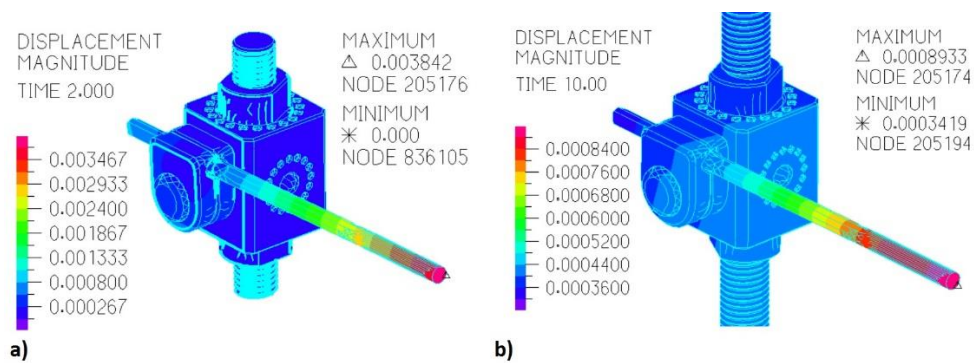 DISPLACEMENT
MAGNITUDE
TIME 2.000
0.003467
0.002933
0.002400
0.001867
0.001333
0.000800
0.000267
MAXIMUM
△ 0.003842
NODE 205176
MINIMUM
* 0.000
NODE 836105
a)
DISPLACEMENT
MAGNITUDE
TIME 10.00
0.0008400
0.0007600
0.0006800
0.0006000
0.0005200
0.0004400
0.0003600
MAXIMUM
△ 0.0008933
NODE 205174
MINIMUM
* 0.0003419
NODE 205194
b)